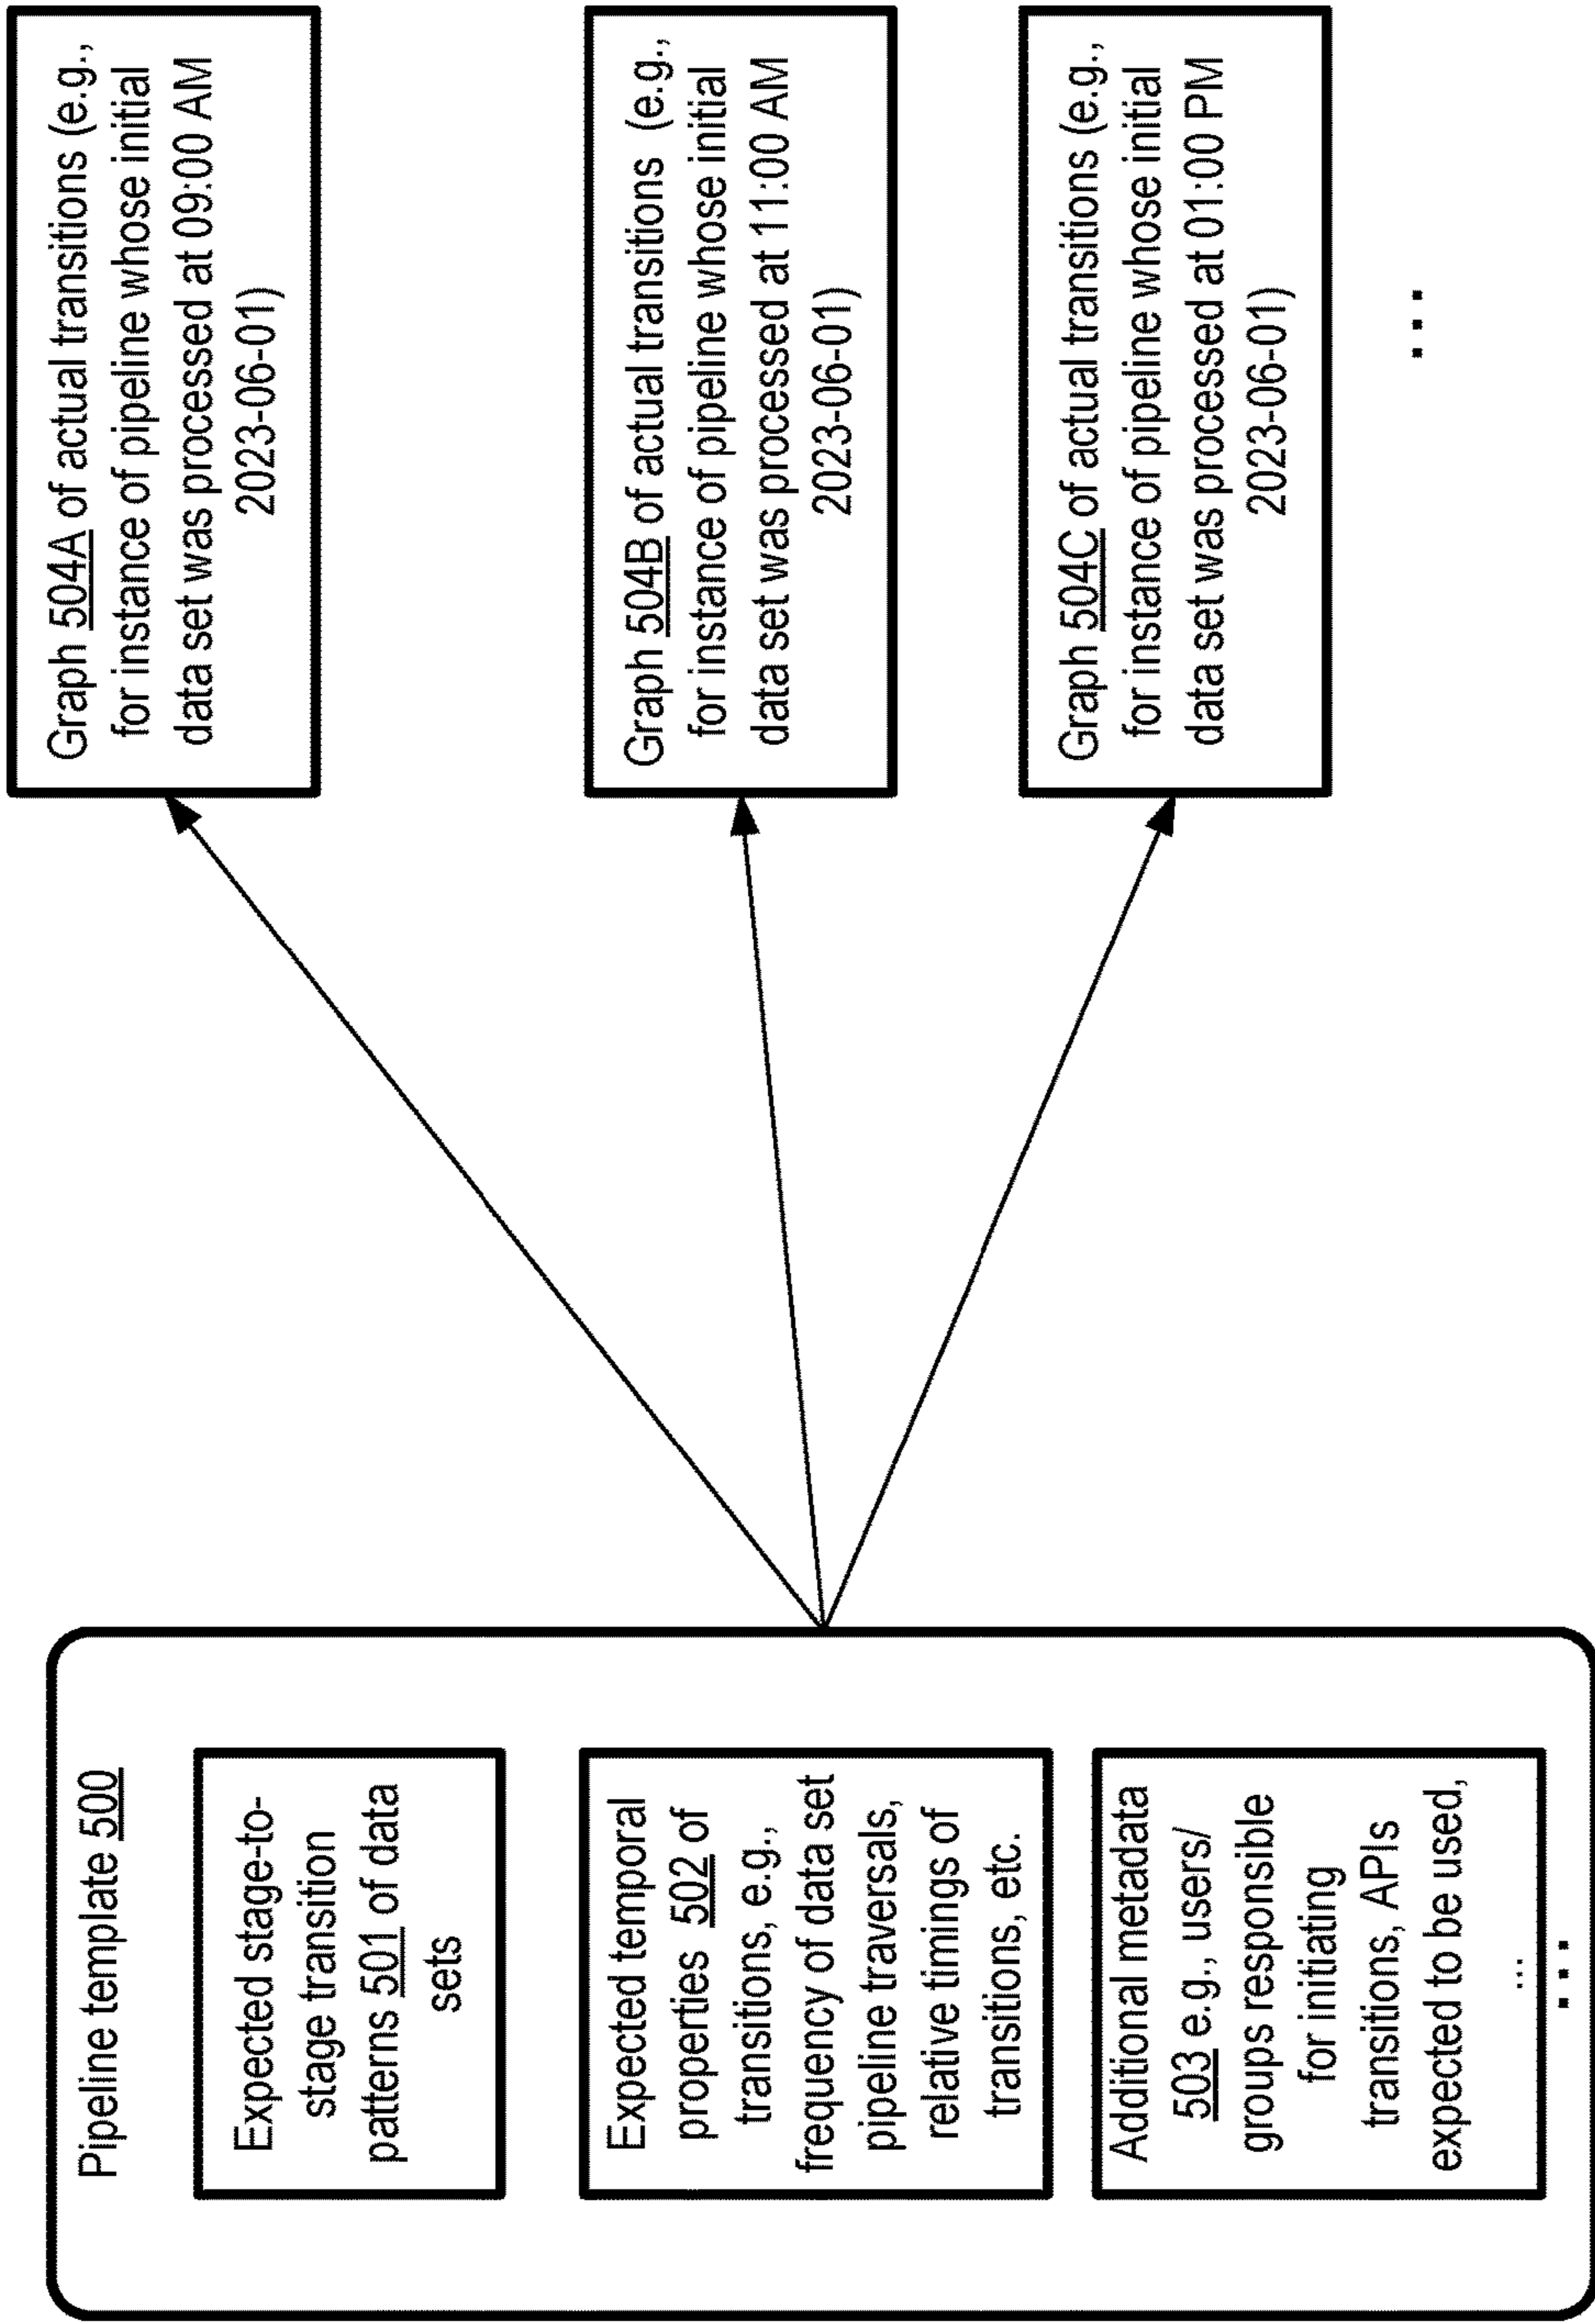 Pipeline template 500
Expected stage-to-
stage transition
patterns 501 of data
sets
Expected temporal
properties 502 of
transitions, e.g.,
frequency of data set
pipeline traversals,
relative timings of
transitions, etc.
Additional metadata
503 e.g., users/
groups responsible
for initiating
transitions, APIs
expected to be used,
...
...
Graph 504A of actual transitions (e.g.,
for instance of pipeline whose initial
data set was processed at 09:00 AM
2023-06-01)
Graph 504B of actual transitions (e.g.,
for instance of pipeline whose initial
data set was processed at 11:00 AM
2023-06-01)
Graph 504C of actual transitions (e.g.,
for instance of pipeline whose initial
data set was processed at 01:00 PM
2023-06-01)
...